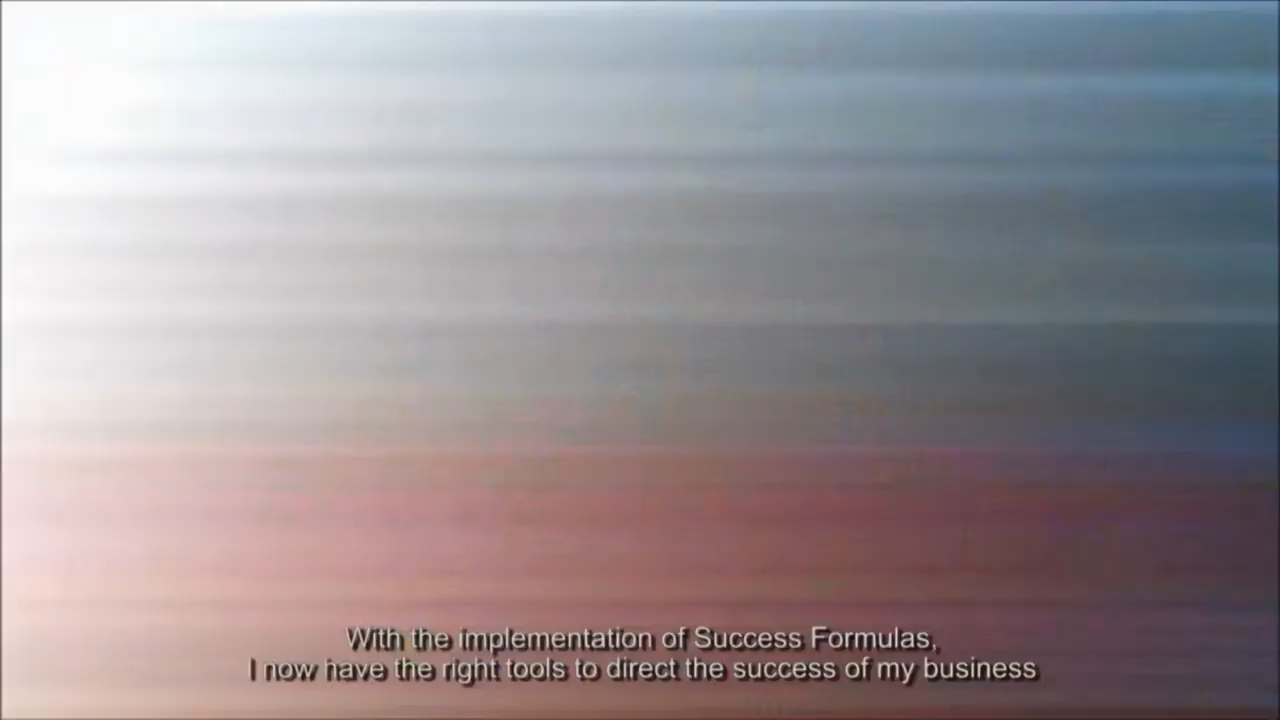 With the implementation of Success Formulas,
I now have the right tools to direct the success of my business